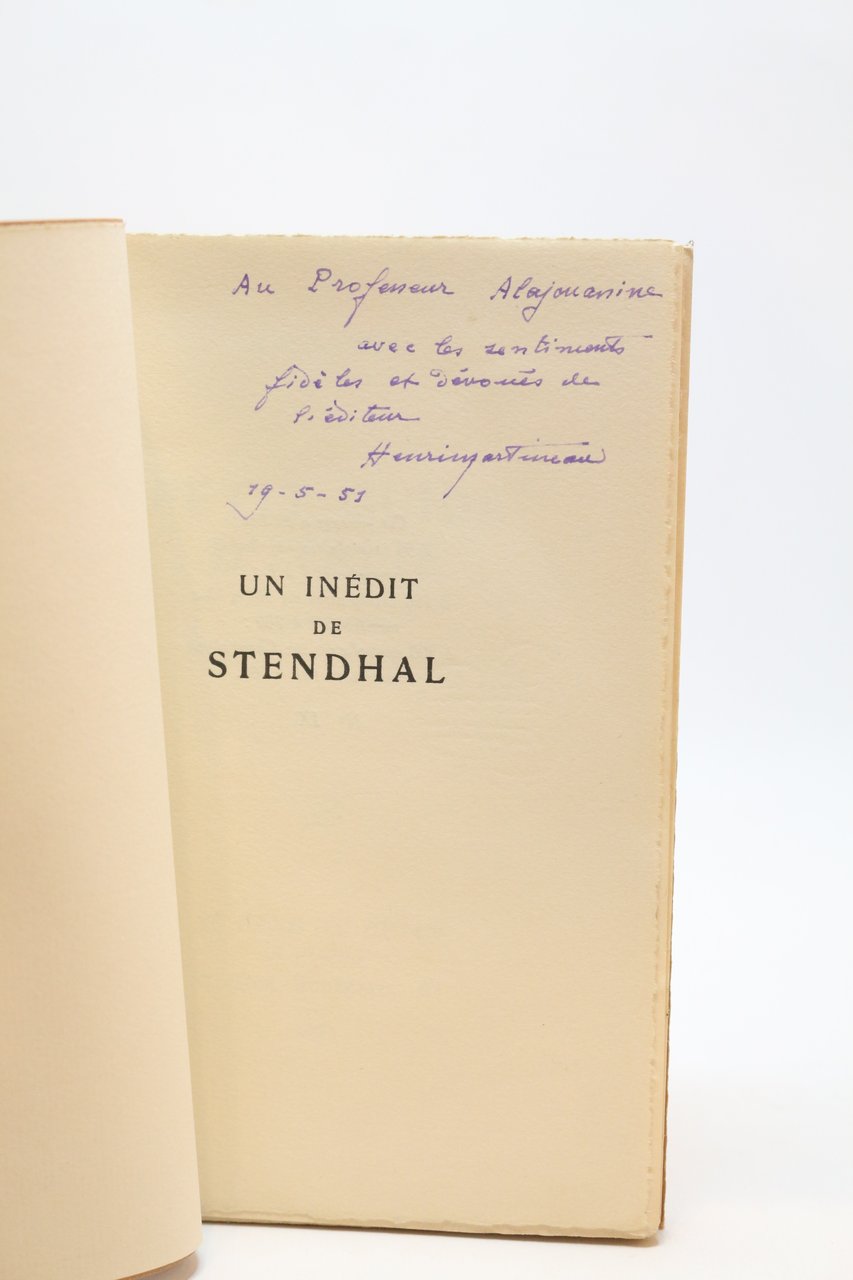 Au Professeur Alajouanine
avec les sentiments
fidèles et dévoués de
l'éditeur
Henri Martineau
19-5-51
UN INÉDIT
DE
STENDHAL